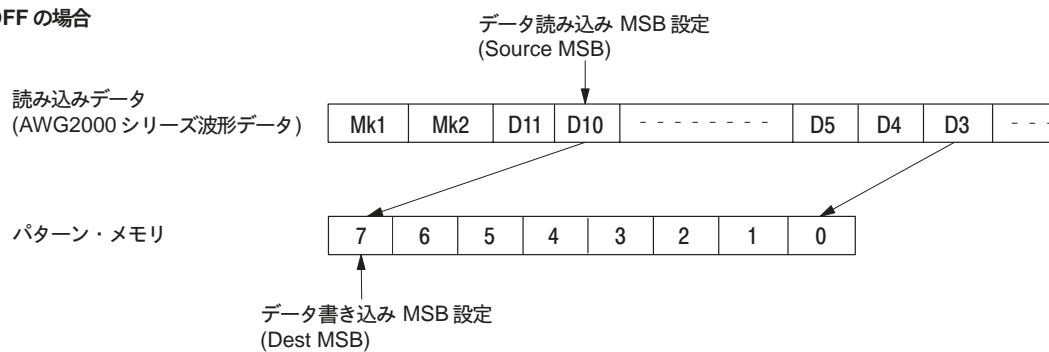 OFF の場合
データ読み込み MSB 設定
(Source MSB)
読み込みデータ
(AWG2000 シリーズ波形データ)
Mk1 Mk2 D11 D10 - - - - - - - - D5 D4 D3 - - -
パターン・メモリ
7 6 5 4 3 2 1 0
データ書き込み MSB 設定
(Dest MSB)